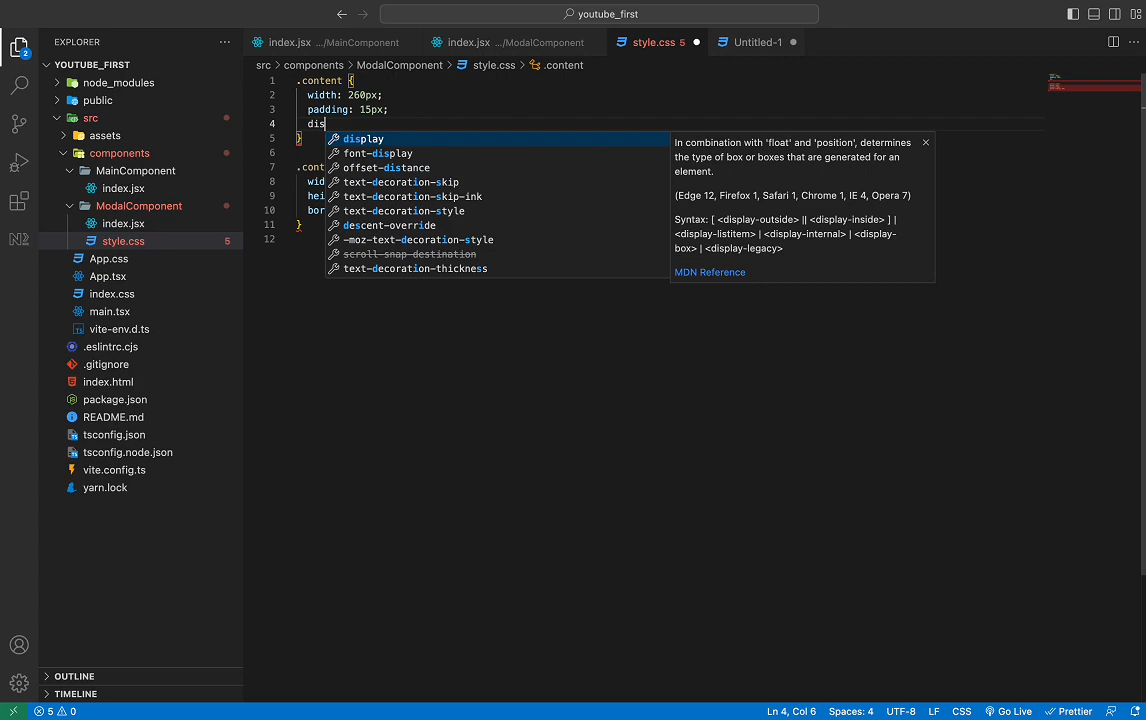 youtube_first
2
EXPLORER
index.jsx .../MainComponent
index.jsx .../ModalComponent
style.css 5
Untitled-1
YOUTUBE_FIRST
src > components > ModalComponent > style.css > .content
node_modules
public
src
assets
components
MainComponent
index.jsx
ModalComponent
index.jsx
style.css 5
App.css
App.tsx
index.css
main.tsx
vite-env.d.ts
.eslintrc.cjs
.gitignore
index.html
package.json
README.md
tsconfig.json
tsconfig.node.json
vite.config.ts
yarn.lock
OUTLINE
TIMELINE
1 .content {
2 width: 260px;
3 padding: 15px;
4 dis
5 }
6
7 .con
8 wid
9 hei
10 bor
11 }
12
display
font-display
offset-distance
text-decoration-skip
text-decoration-skip-ink
text-decoration-style
descent-override
-moz-text-decoration-style
scroll-snap-destination
text-decoration-thickness
In combination with 'float' and 'position', determines
the type of box or boxes that are generated for an
element.
(Edge 12, Firefox 1, Safari 1, Chrome 1, IE 4, Opera 7)
Syntax: [ <display-outside> || <display-inside> ] |
<display-listitem> | <display-internal> | <display-
box> | <display-legacy>
MDN Reference
5 0
Ln 4, Col 6 Spaces: 4 UTF-8 LF CSS Go Live Prettier